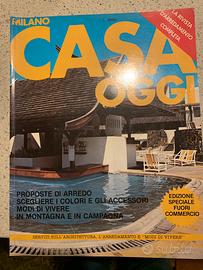 MILANO
CASA
OGGI
LA RIVISTA
D'ARREDAMENTO
COMPLETA
PROPOSTE DI ARREDO
SCEGLIERE I COLORI E GLI ACCESSORI
MODI DI VIVERE
IN MONTAGNA E IN CAMPAGNA
EDIZIONE
SPECIALE
FUORI
COMMERCIO
SERVIZI SULL'ARCHITETTURA, L'ARREDAMENTO E "MODI DI VIVERE"
subito